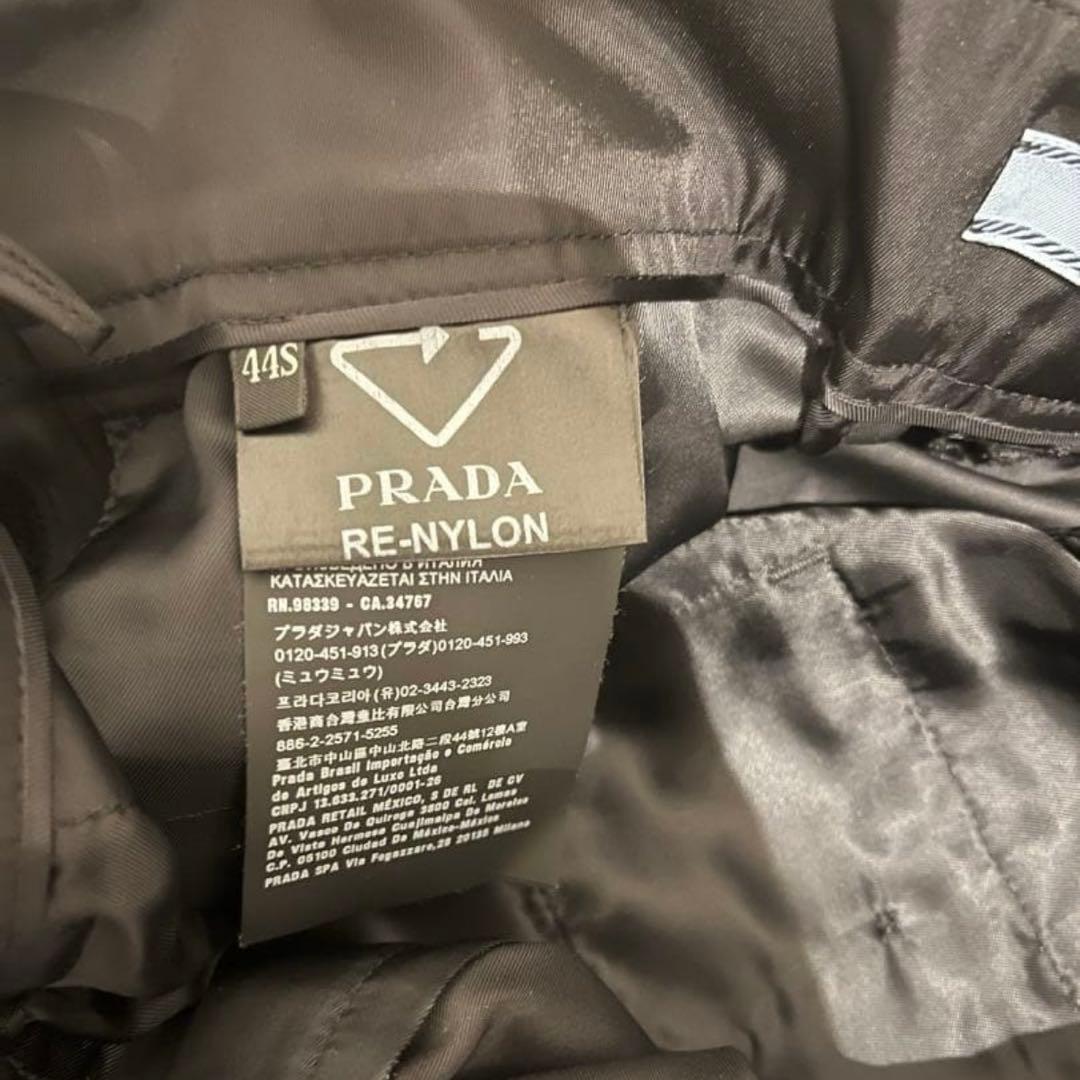 44S
PRADA
RE-NYLON
ΚΑΤΑΣΚΕΥΑΖΕΤΑΙ ΣΤΗΝ ΙΤΑΛΙΑ
RN.98339 - CA.34767
プラダジャパン株式会社
0120-451-913(プラダ)0120-451-993
(ミュウミュウ)
프라다코리아(유)02-3443-2323
香港商台灣壹比有限公司台灣分公司
886-2-2571-5255
臺北市中山區中山北路二段44號12樓A室
Prada Brasil Importação e Comércio
de Artigos de Luxo Ltda
CNPJ 13.633.271/0001-26
PRADA RETAIL MÉXICO, S DE RL DE CV
AV. Vasco De Quiroga 3800 Col. Lomas
De Vista Hermosa Cuajimalpa De Morelos
C.P. 05100 Ciudad De México-México
PRADA SPA Via Fogazzaro,28 20135 Milano